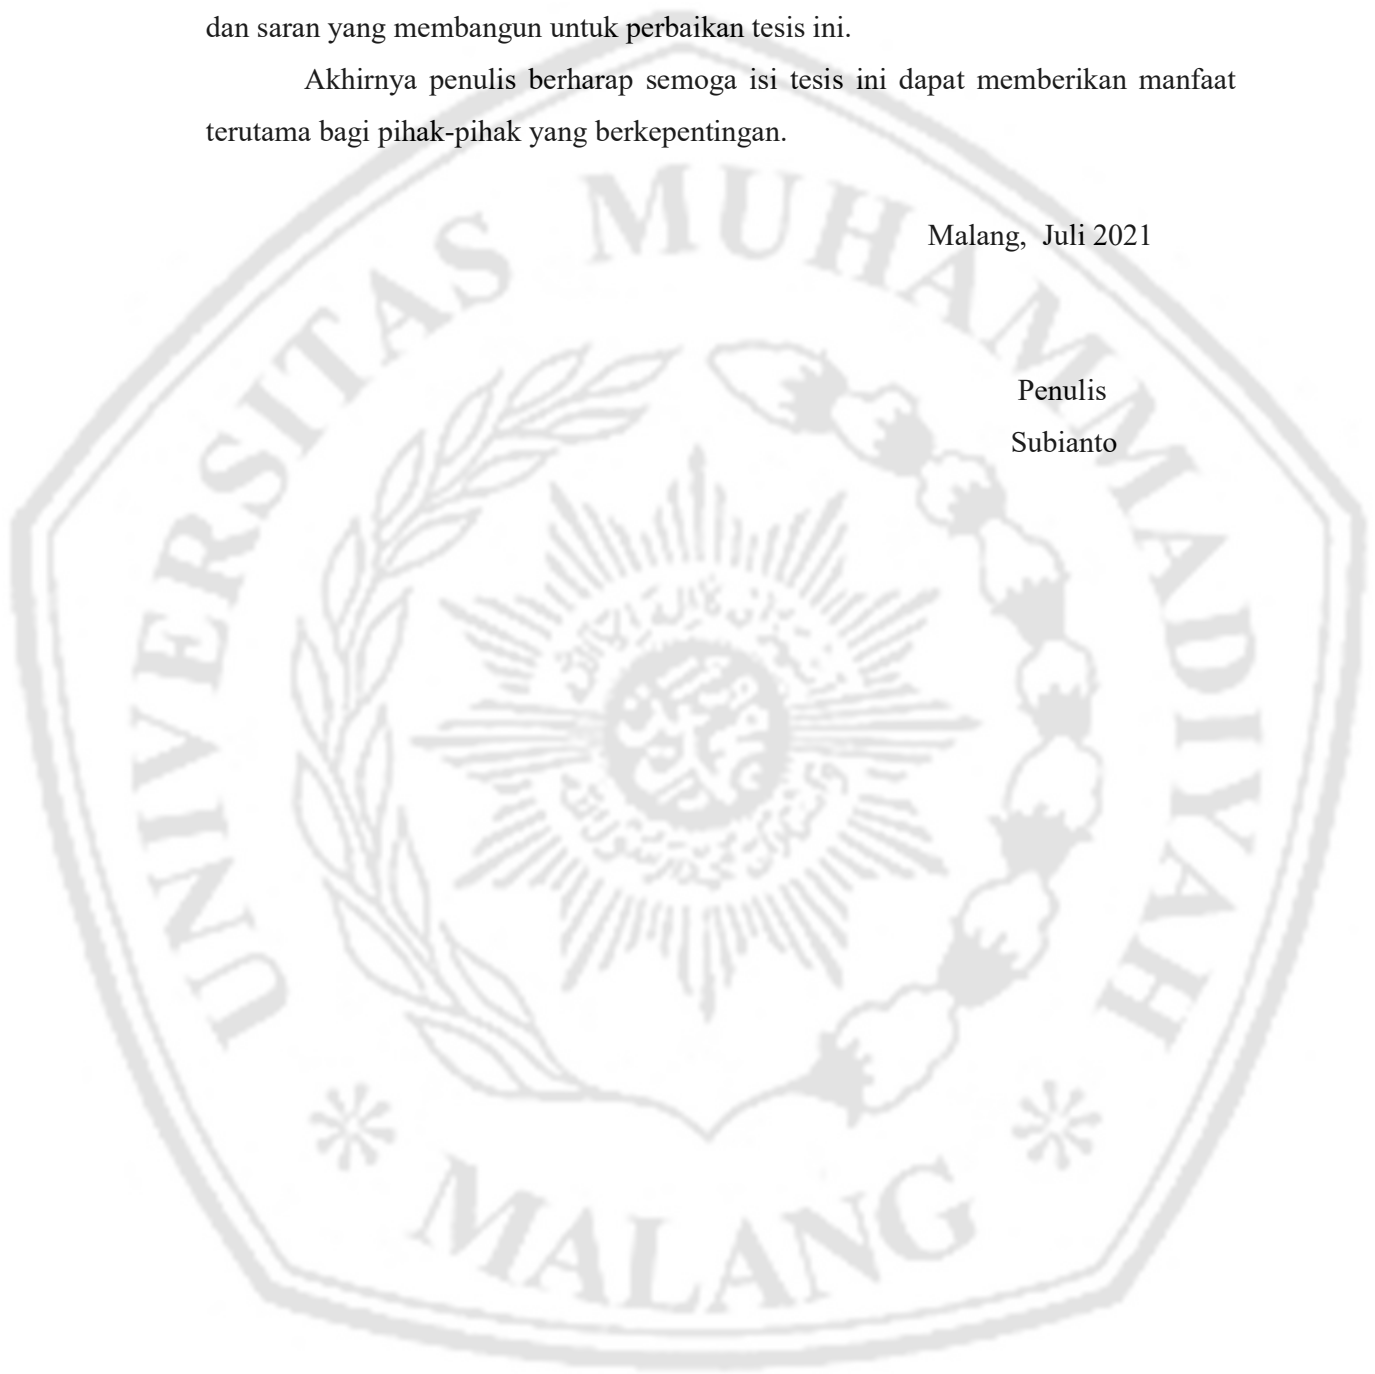 dan saran yang membangun untuk perbaikan tesis ini.
Akhirnya penulis berharap semoga isi tesis ini dapat memberikan manfaat
terutama bagi pihak-pihak yang berkepentingan.
Malang,  Juli 2021
Penulis
Subianto
UNIVERSITAS MUHAMMADIYAH
MALANG